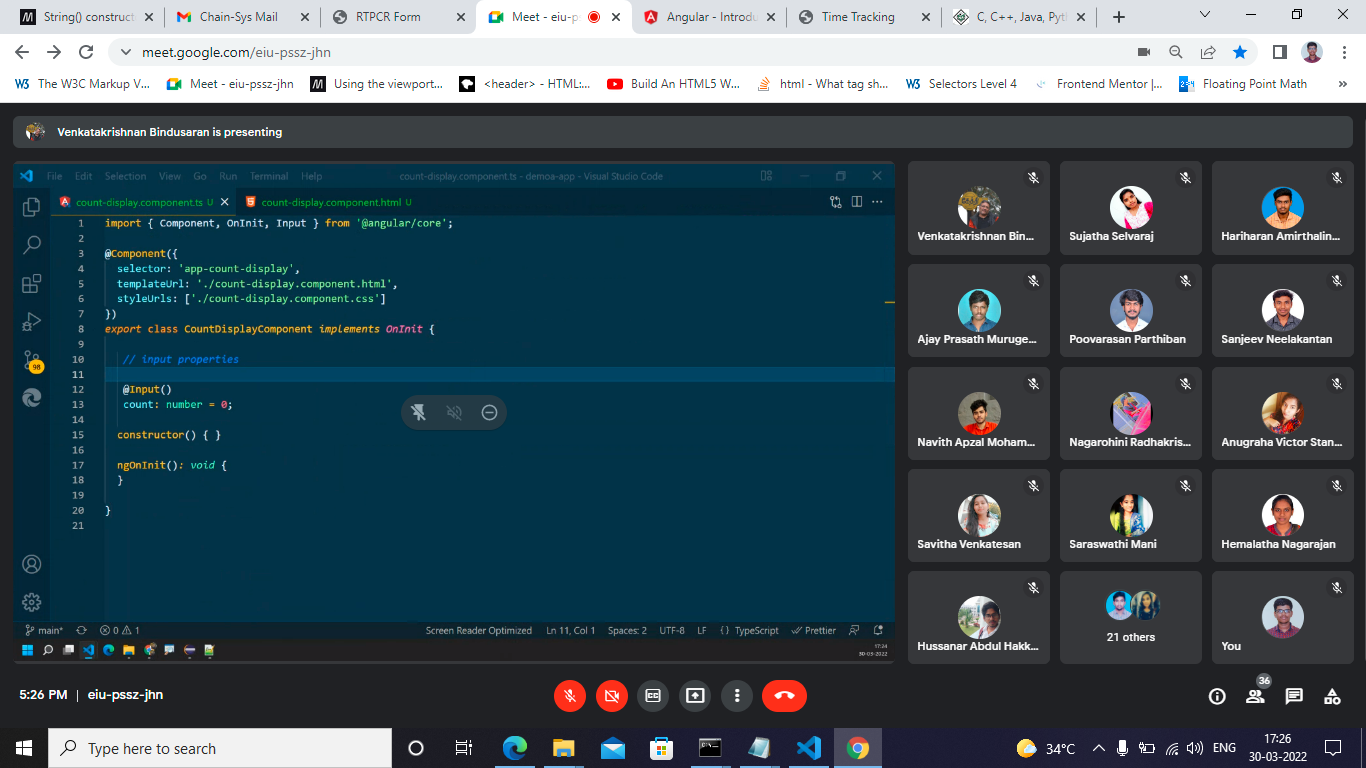 String() construct
Chain-Sys Mail
RTPCR Form
Meet - eiu-ps
Angular - Introdu
Time Tracking
C, C++, Java, Pyt
meet.google.com/eiu-pssz-jhn
The W3C Markup V...
Meet - eiu-pssz-jhn
Using the viewport...
<header> - HTML:...
Build An HTML5 W...
html - What tag sh...
Selectors Level 4
Frontend Mentor |...
Floating Point Math
Venkatakrishnan Bindusaran is presenting
File Edit Selection View Go Run Terminal Help
count-display.component.ts - demoa-app - Visual Studio Code
count-display.component.ts U
count-display.component.html U
1 import { Component, OnInit, Input } from '@angular/core';
2
3 @Component({
4 selector: 'app-count-display',
5 templateUrl: './count-display.component.html',
6 styleUrls: ['./count-display.component.css']
7 })
8 export class CountDisplayComponent implements OnInit {
9
10 // input properties
11
12 @Input()
13 count: number = 0;
14
15 constructor() { }
16
17 ngOnInit(): void {
18 }
19
20 }
21
98
main* 0 1 Screen Reader Optimized Ln 11, Col 1 Spaces: 2 UTF-8 LF {} TypeScript Prettier
17:24
30-03-2022
Venkatakrishnan Bin...
Sujatha Selvaraj
Hariharan Amirthalin...
Ajay Prasath Muruge...
Poovarasan Parthiban
Sanjeev Neelakantan
Navith Apzal Moham...
Nagarohini Radhakris...
Anugraha Victor Stan...
Savitha Venkatesan
Saraswathi Mani
Hemalatha Nagarajan
Hussanar Abdul Hakk...
21 others
You
5:26 PM | eiu-pssz-jhn
36
Type here to search
34°C
ENG
17:26
30-03-2022